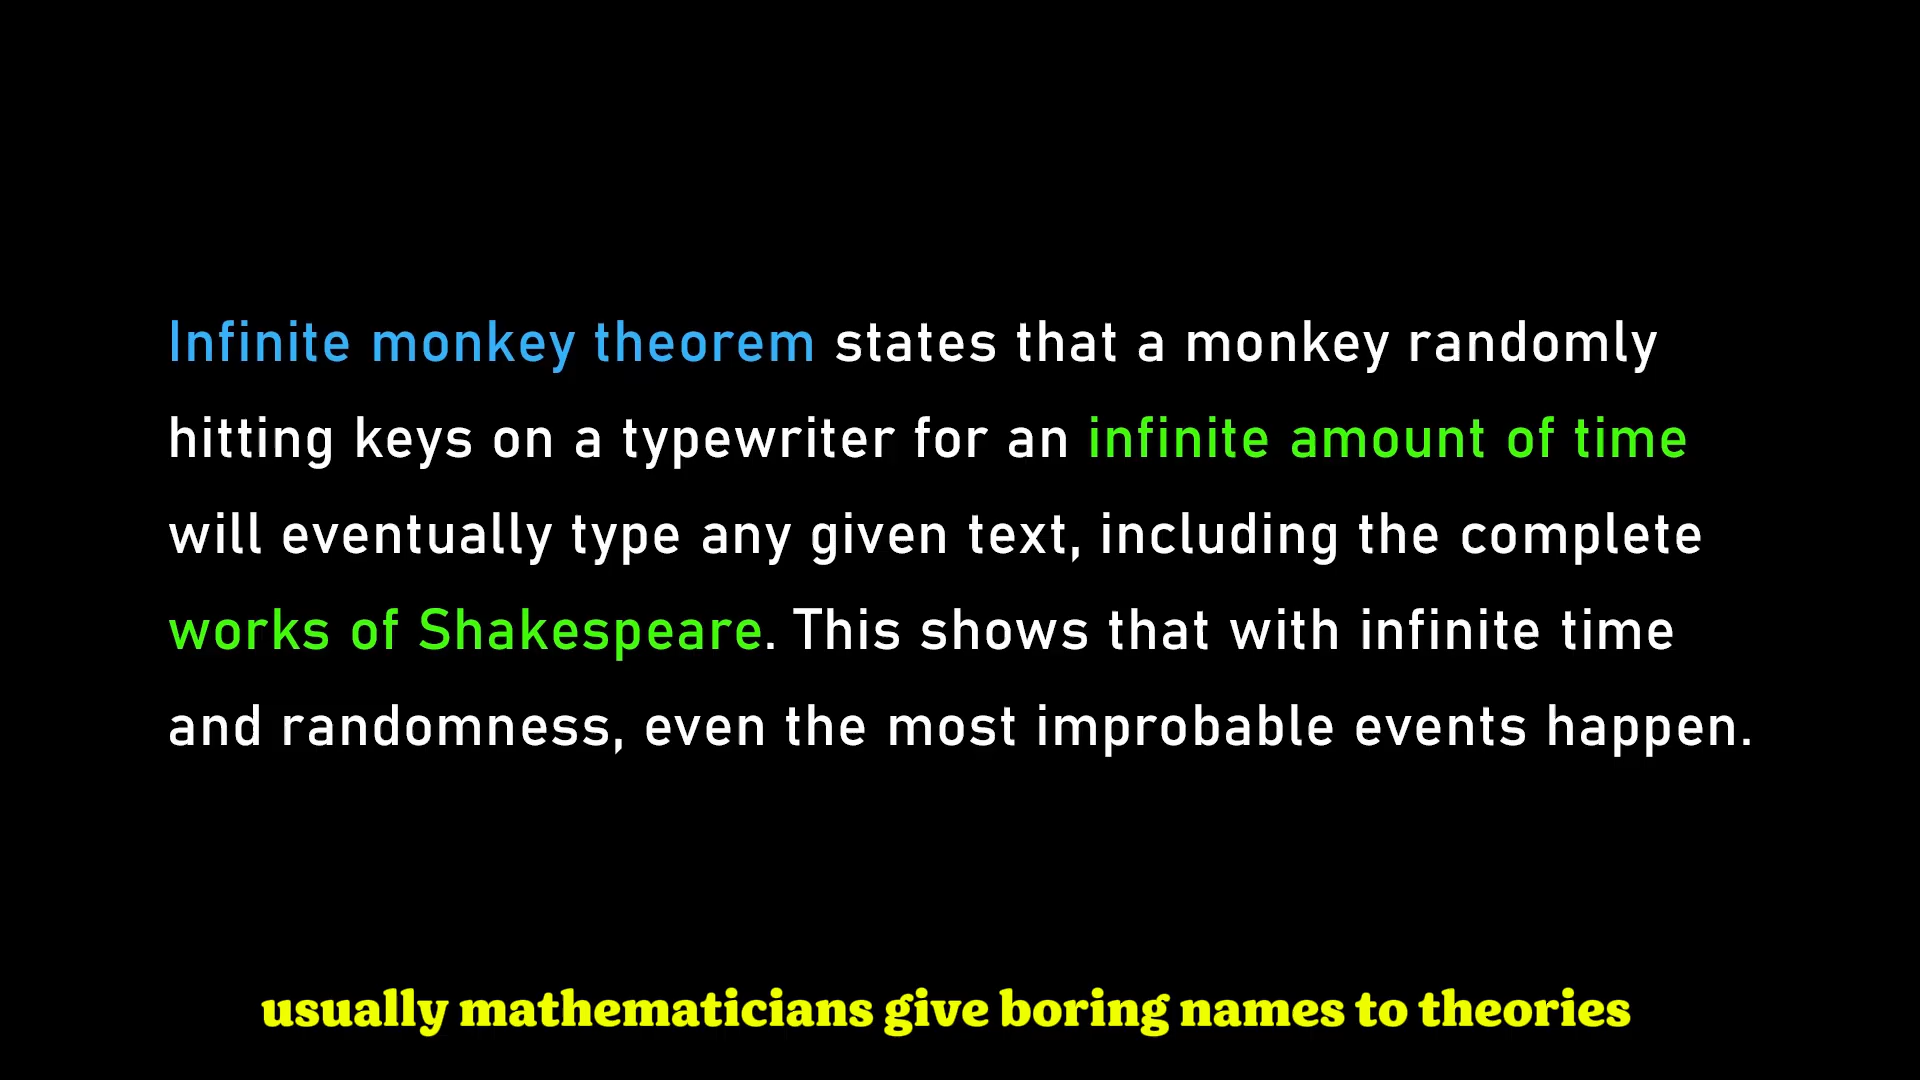 Infinite monkey theorem states that a monkey randomly
hitting keys on a typewriter for an infinite amount of time
will eventually type any given text, including the complete
works of Shakespeare. This shows that with infinite time
and randomness, even the most improbable events happen.
usually mathematicians give boring names to theories